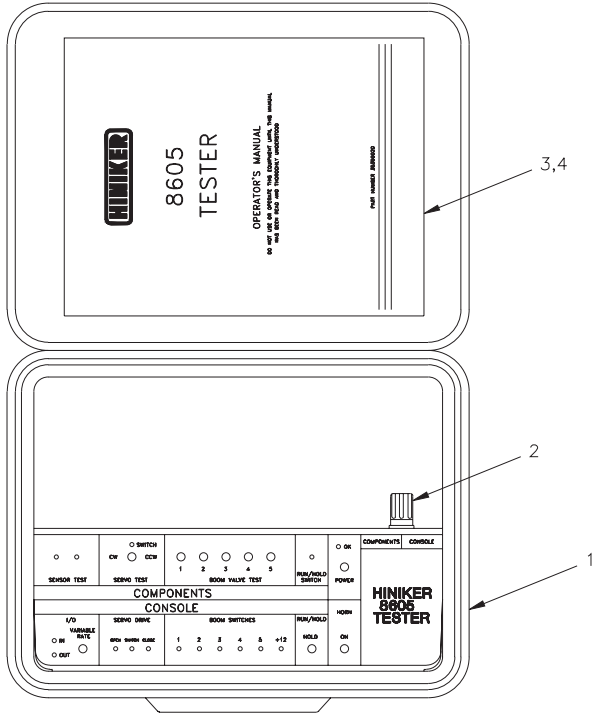 HINIKER
8605
TESTER
OPERATOR'S MANUAL
DO NOT USE OR OPERATE THIS EQUIPMENT UNTIL THIS MANUAL
HAS BEEN READ AND THOROUGHLY UNDERSTOOD
PART NUMBER
3,4
2
1
SWITCH
CW CCW
SENSOR TEST
SERVO TEST
1 2 3 4 5
BOOM VALVE TEST
RUN/HOLD
SWITCH
OK
POWER
COMPONENTS CONSOLE
COMPONENTS
CONSOLE
HINIKER
8605
TESTER
I/O
VARIABLE
RATE
IN
OUT
SERVO DRIVE
OPEN SWITCH CLOSE
BOOM SWITCHES
1 2 3 4 5 +12
RUN/HOLD
HOLD
HORN
ON